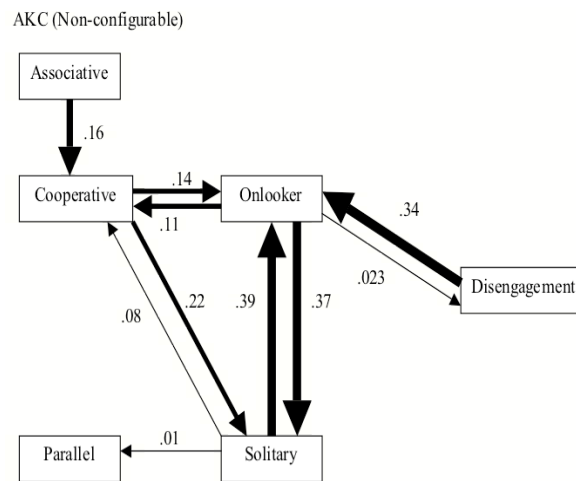 AKC (Non-configurable)
Associative
.16
Cooperative
.14
Onlooker
.11
.34
.023
Disengagement
.08
.22
.39
.37
.01
Parallel
Solitary